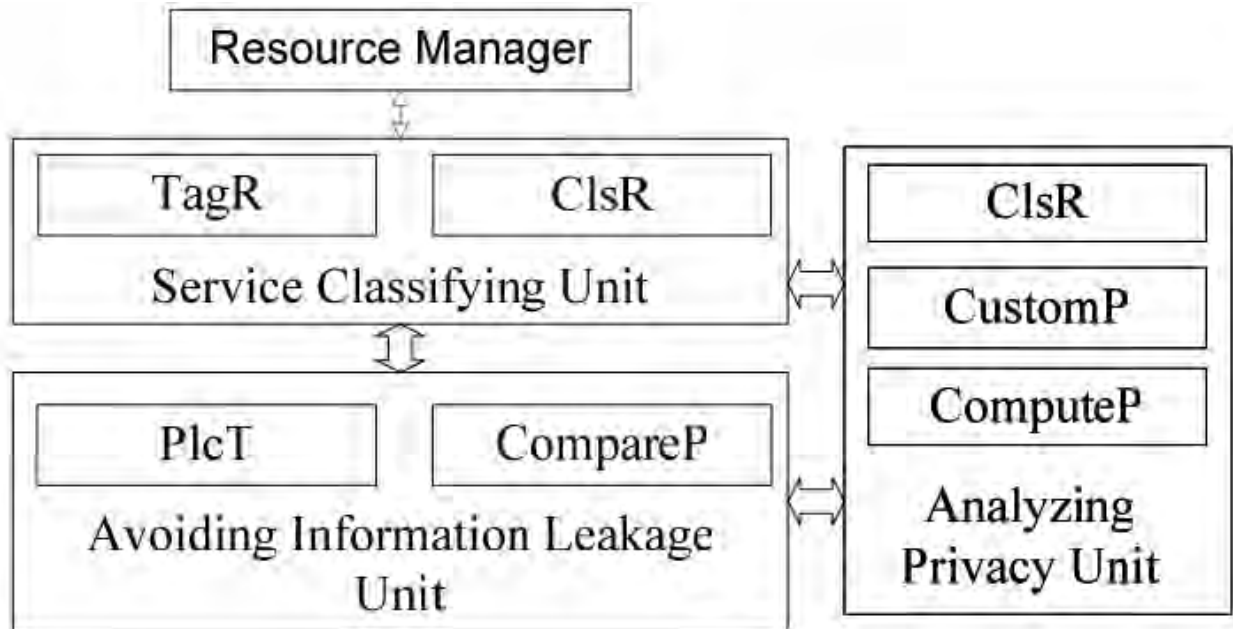 Resource Manager
TagR
ClsR
Service Classifying Unit
PlcT
CompareP
Avoiding Information Leakage
Unit
ClsR
CustomP
ComputeP
Analyzing
Privacy Unit